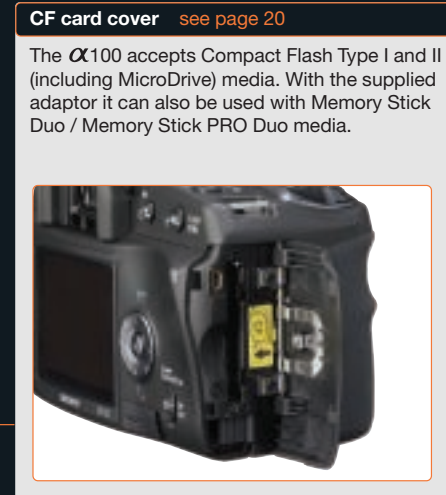 CF card cover see page 20
The α100 accepts Compact Flash Type I and II
(including MicroDrive) media. With the supplied
adaptor it can also be used with Memory Stick
Duo / Memory Stick PRO Duo media.
SONY